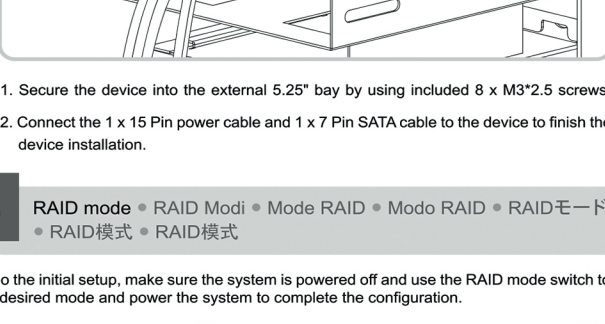 1. Secure the device into the external 5.25" bay by using included 8 x M3*2.5 screws
2. Connect the 1 x 15 Pin power cable and 1 x 7 Pin SATA cable to the device to finish the
device installation.
RAID mode ● RAID Modi ● Mode RAID ● Modo RAID ● RAIDモード
● RAID模式 ● RAID模式
o the initial setup, make sure the system is powered off and use the RAID mode switch to
desired mode and power the system to complete the configuration.